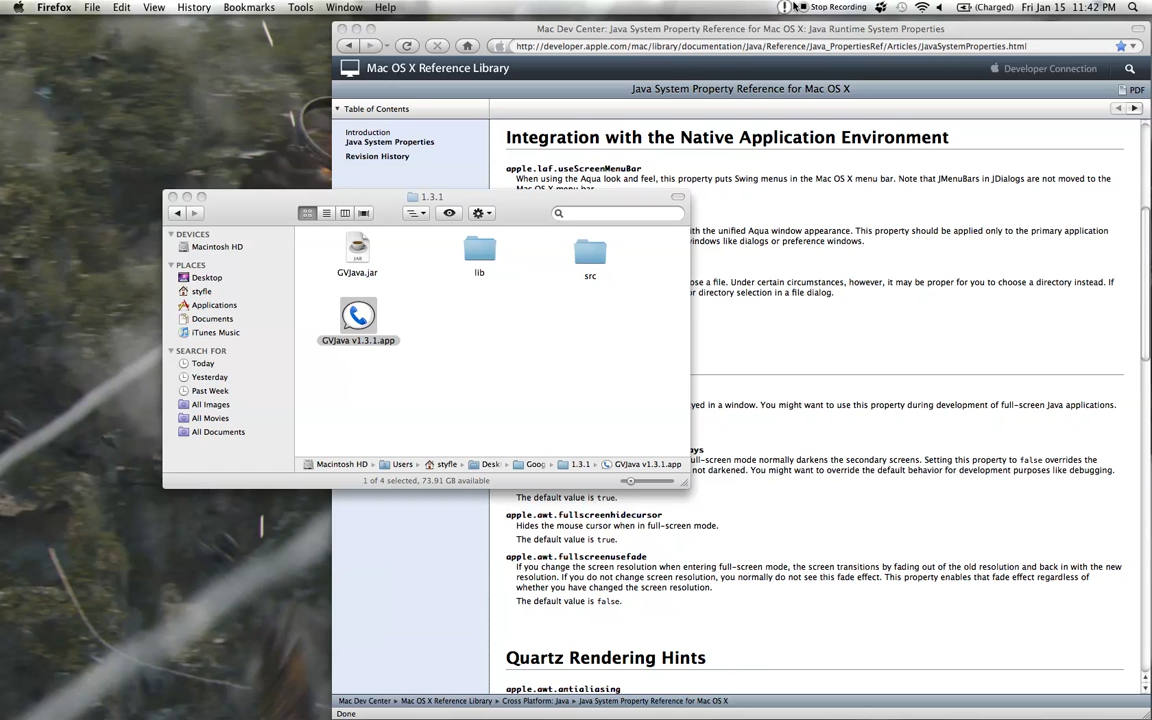 Firefox File Edit View History Bookmarks Tools Window Help
Stop Recording (Charged) Fri Jan 15 11:42 PM
Mac Dev Center: Java System Property Reference for Mac OS X: Java Runtime System Properties
http://developer.apple.com/mac/library/documentation/Java/Reference/Java_PropertiesRef/Articles/JavaSystemProperties.html
Mac OS X Reference Library
Developer Connection
Java System Property Reference for Mac OS X
PDF
Table of Contents
Introduction
Java System Properties
Revision History
Integration with the Native Application Environment
apple.laf.useScreenMenuBar
When using the Aqua look and feel, this property puts Swing menus in the Mac OS X menu bar. Note that JMenuBars in JDialogs are not moved to the
Mac OS X menu bar.
th the unified Aqua window appearance. This property should be applied only to the primary application
indows like dialogs or preference windows.
ose a file. Under certain circumstances, however, it may be proper for you to choose a directory instead. If
or directory selection in a file dialog.
yed in a window. You might want to use this property during development of full-screen Java applications.
ays
ull-screen mode normally darkens the secondary screens. Setting this property to false overrides the
not darkened. You might want to override the default behavior for development purposes like debugging.
The default value is true.
apple.awt.fullscreenhidecursor
Hides the mouse cursor when in full-screen mode.
The default value is true.
apple.awt.fullscreenusefade
If you change the screen resolution when entering full-screen mode, the screen transitions by fading out of the old resolution and back in with the new
resolution. If you do not change screen resolution, you normally do not see this fade effect. This property enables that fade effect regardless of
whether you have changed the screen resolution.
The default value is false.
Quartz Rendering Hints
apple.awt.antialiasing
Mac Dev Center ▸ Mac OS X Reference Library ▸ Cross Platform: Java ▸ Java System Property Reference for Mac OS X
Done
1.3.1
DEVICES
Macintosh HD
PLACES
Desktop
styfle
Applications
Documents
iTunes Music
SEARCH FOR
Today
Yesterday
Past Week
All Images
All Movies
All Documents
JAR
GVJava.jar
lib
src
GVJava v1.3.1.app
Macintosh HD ▸ Users ▸ styfle ▸ Desk ▸ Goog ▸ 1.3.1 ▸ GVJava v1.3.1.app
1 of 4 selected, 73.91 GB available